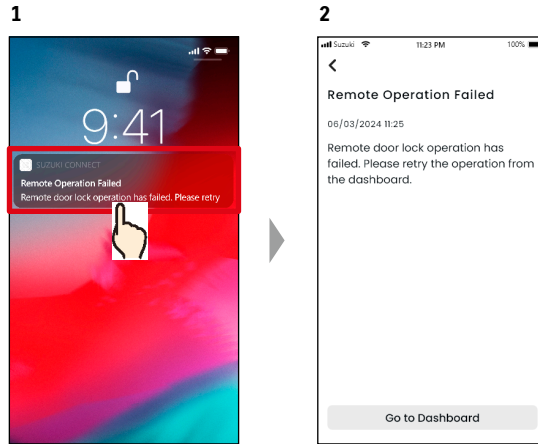 1
9:41
SUZUKI CONNECT
Remote Operation Failed
Remote door lock operation has failed. Please retry
2
Suzuki 11:23 PM 100%
Remote Operation Failed
06/03/2024 11:25
Remote door lock operation has
failed. Please retry the operation from
the dashboard.
Go to Dashboard